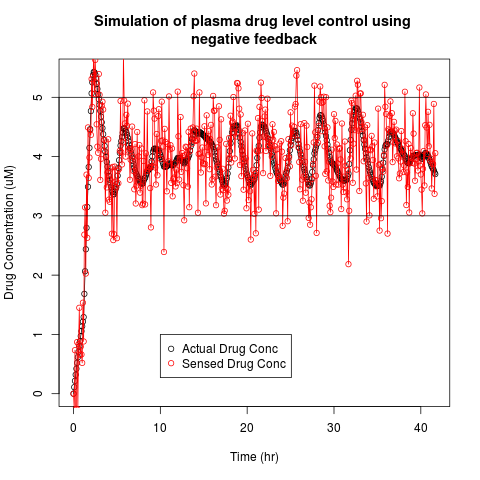 Simulation of plasma drug level control using
negative feedback
Drug Concentration (uM)
5
4
3
2
1
0
Actual Drug Conc
Sensed Drug Conc
0 10 20 30 40
Time (hr)